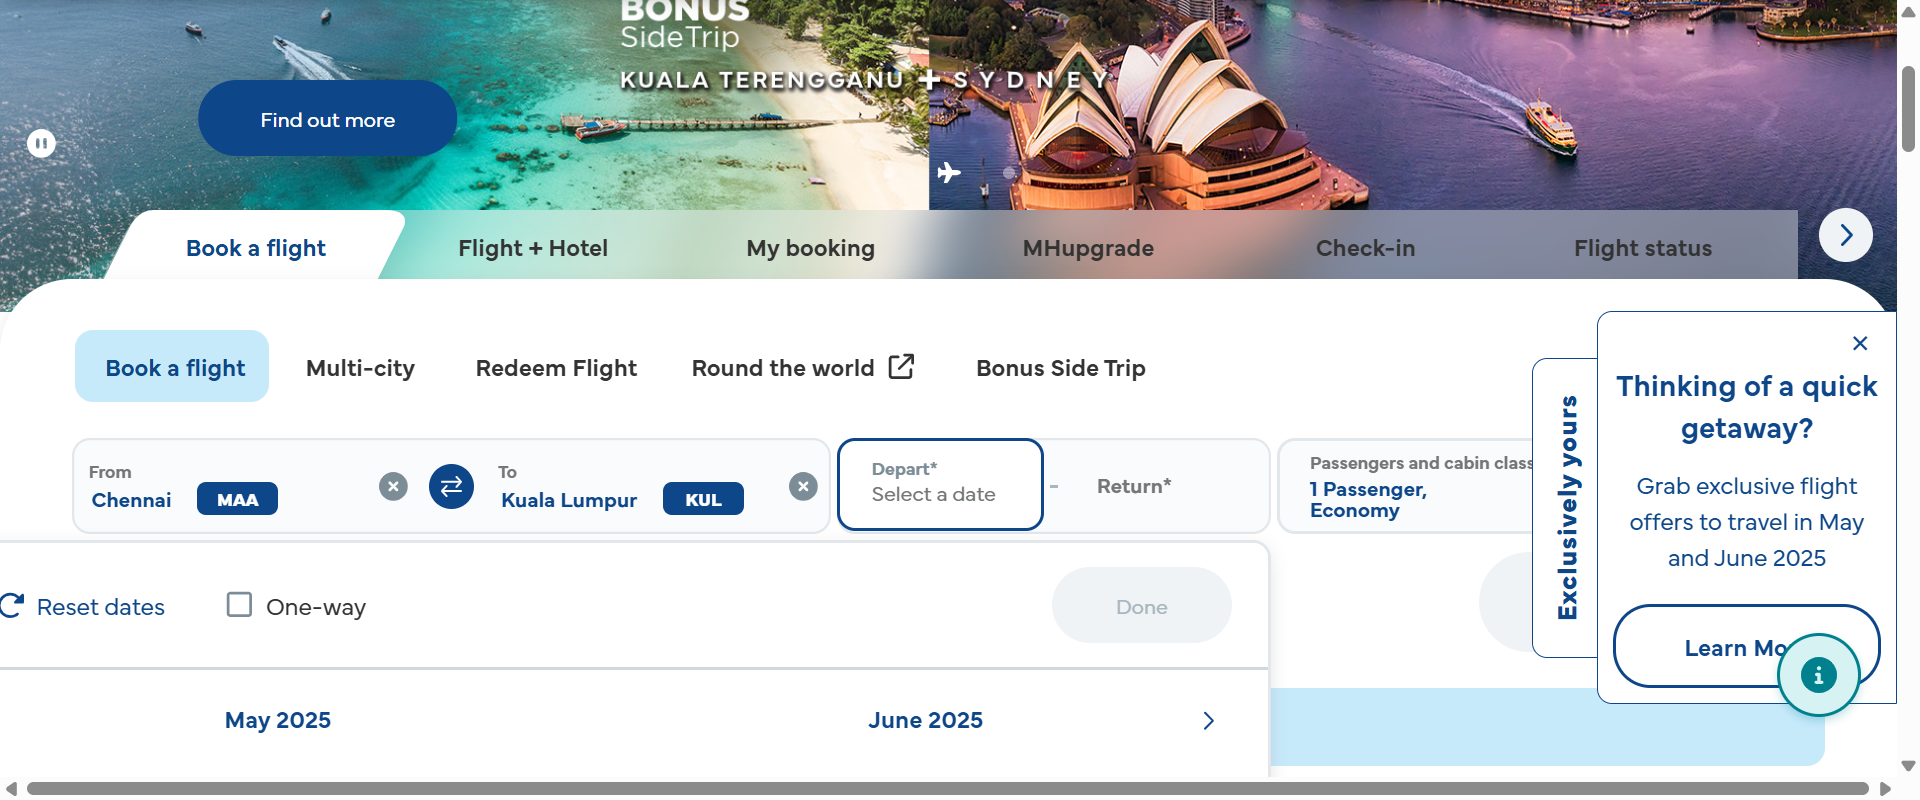 BONUS
SideTrip
KUALA TERENGGANU + SYDNEY
Find out more
Book a flight
Flight + Hotel
My booking
MHupgrade
Check-in
Flight status
Book a flight
Multi-city
Redeem Flight
Round the world
Bonus Side Trip
From
Chennai MAA
To
Kuala Lumpur KUL
Depart*
Select a date
-
Return*
Passengers and cabin class
1 Passenger,
Economy
Exclusively yours
Thinking of a quick
getaway?
Grab exclusive flight
offers to travel in May
and June 2025
Learn Mo
Reset dates
One-way
Done
May 2025
June 2025